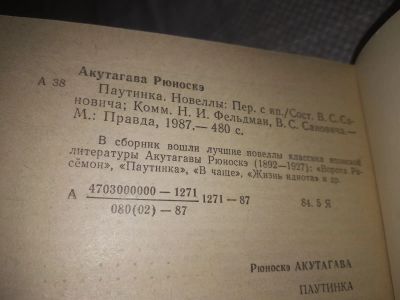 Акутагава Рюноскэ
А 38 Паутинка. Новеллы: Пер. с яп./Сост. В. С. Са-
новича; Комм. Н. И. Фельдман, В. С. Сановича.—
М.: Правда, 1987,— 480 с.
В сборник вошли лучшие новеллы классика японской
литературы Акутагавы Рюноскэ (1892—1927): «Ворота Ра-
сёмон», «Паутинка», «В чаще», «Жизнь идиота» и др.
4703000000—1271
А 1271—87 84. 5 Я
080(02)—87
Рюноскэ АКУТАГАВА
ПАУТИНКА